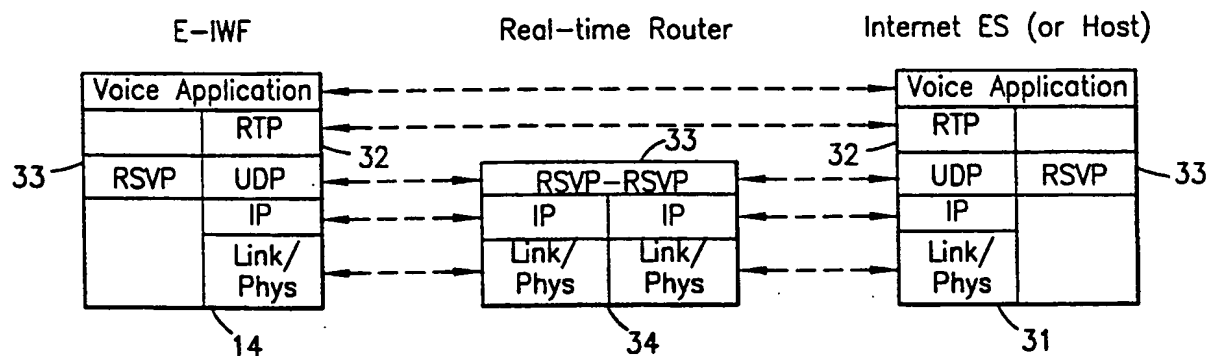 E-IWF Real-time Router Internet ES (or Host)
Voice Application Voice Application
RTP RTP
33 32 33 32 33
RSVP UDP RSVP-RSVP UDP RSVP
IP IP IP IP
Link/ Link/ Link/ Link/
Phys Phys Phys Phys
14 34 31